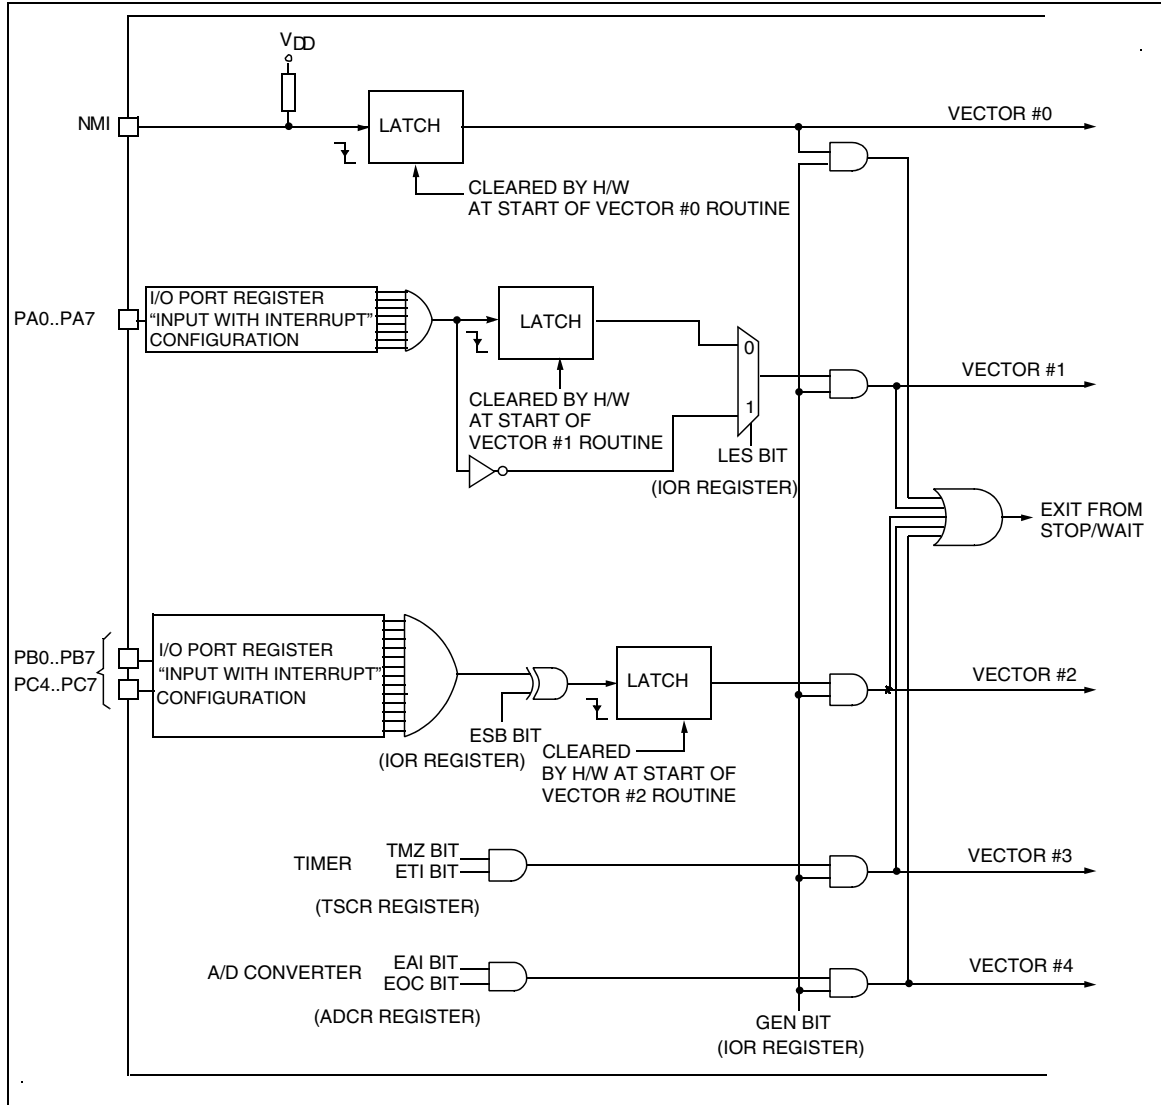 VDD
NMI
LATCH
VECTOR #0
CLEARED BY H/W
AT START OF VECTOR #0 ROUTINE
PA0..PA7
I/O PORT REGISTER
“INPUT WITH INTERRUPT”
CONFIGURATION
LATCH
0
1
VECTOR #1
CLEARED BY H/W
AT START OF
VECTOR #1 ROUTINE
LES BIT
(IOR REGISTER)
EXIT FROM
STOP/WAIT
PB0..PB7
PC4..PC7
I/O PORT REGISTER
“INPUT WITH INTERRUPT”
CONFIGURATION
LATCH
VECTOR #2
ESB BIT
(IOR REGISTER)
CLEARED
BY H/W AT START OF
VECTOR #2 ROUTINE
TIMER
TMZ BIT
ETI BIT
(TSCR REGISTER)
VECTOR #3
A/D CONVERTER
EAI BIT
EOC BIT
(ADCR REGISTER)
VECTOR #4
GEN BIT
(IOR REGISTER)